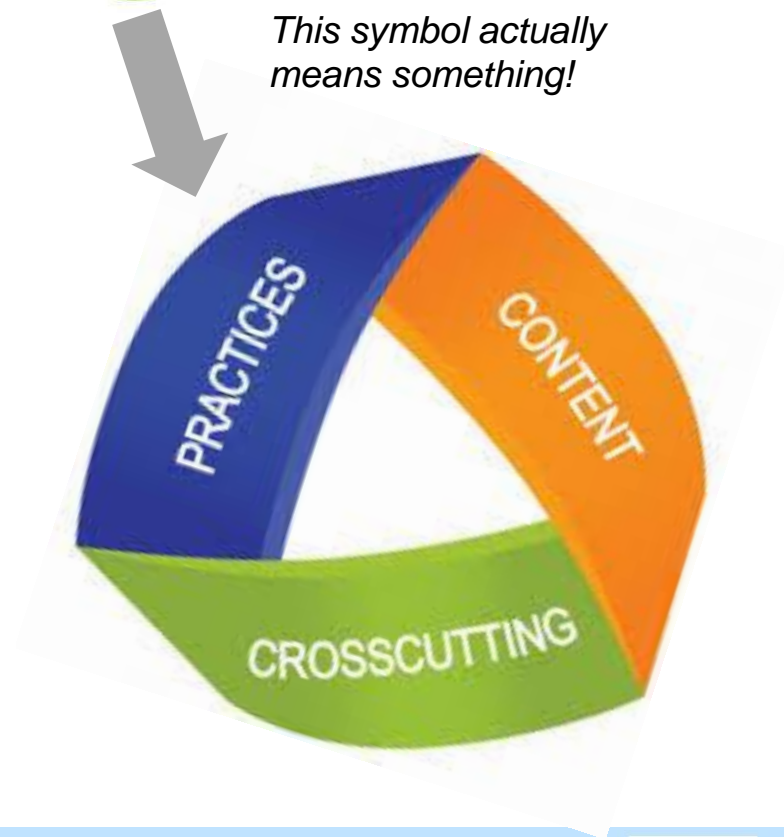 This symbol actually
means something!
PRACTICES
CONTENT
CROSSCUTTING